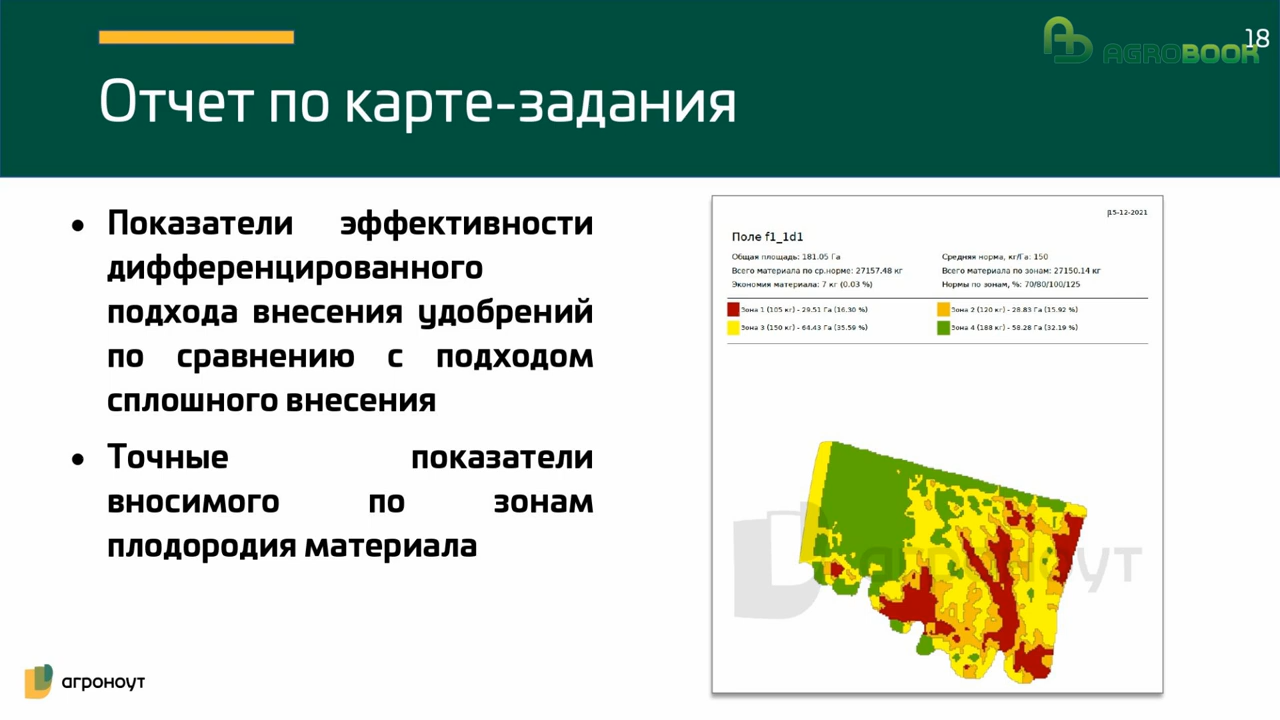 18
AGROBOOK
Отчет по карте-задания
• Показатели эффективности
дифференцированного
подхода внесения удобрений
по сравнению с подходом
сплошного внесения
• Точные показатели
вносимого по зонам
плодородия материала
15-12-2021
Поле f1_1d1
Общая площадь: 181.05 Га
Средняя норма, кг/Га: 150
Всего материала по ср.норме: 27157.48 кг
Всего материала по зонам: 27150.14 кг
Экономия материала: 7 кг (0.03 %)
Нормы по зонам, %: 70/80/100/125
Зона 1 (105 кг) - 29.51 Га (16.30 %)
Зона 2 (120 кг) - 28.83 Га (15.92 %)
Зона 3 (150 кг) - 64.43 Га (35.59 %)
Зона 4 (188 кг) - 58.28 Га (32.19 %)
агроноут
агроноут